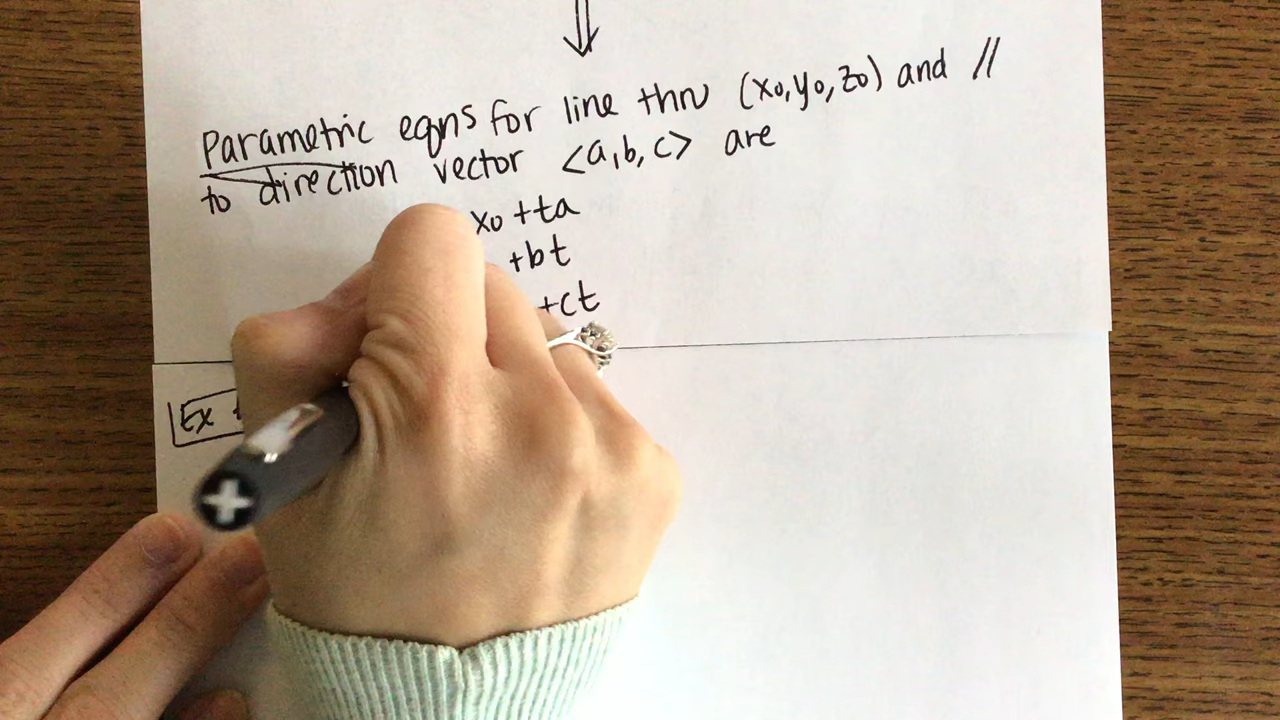 Parametric eqns for line thru (x₀,y₀,z₀) and //
to direction vector <a,b,c> are
x₀ +ta
+bt
+ct
Ex